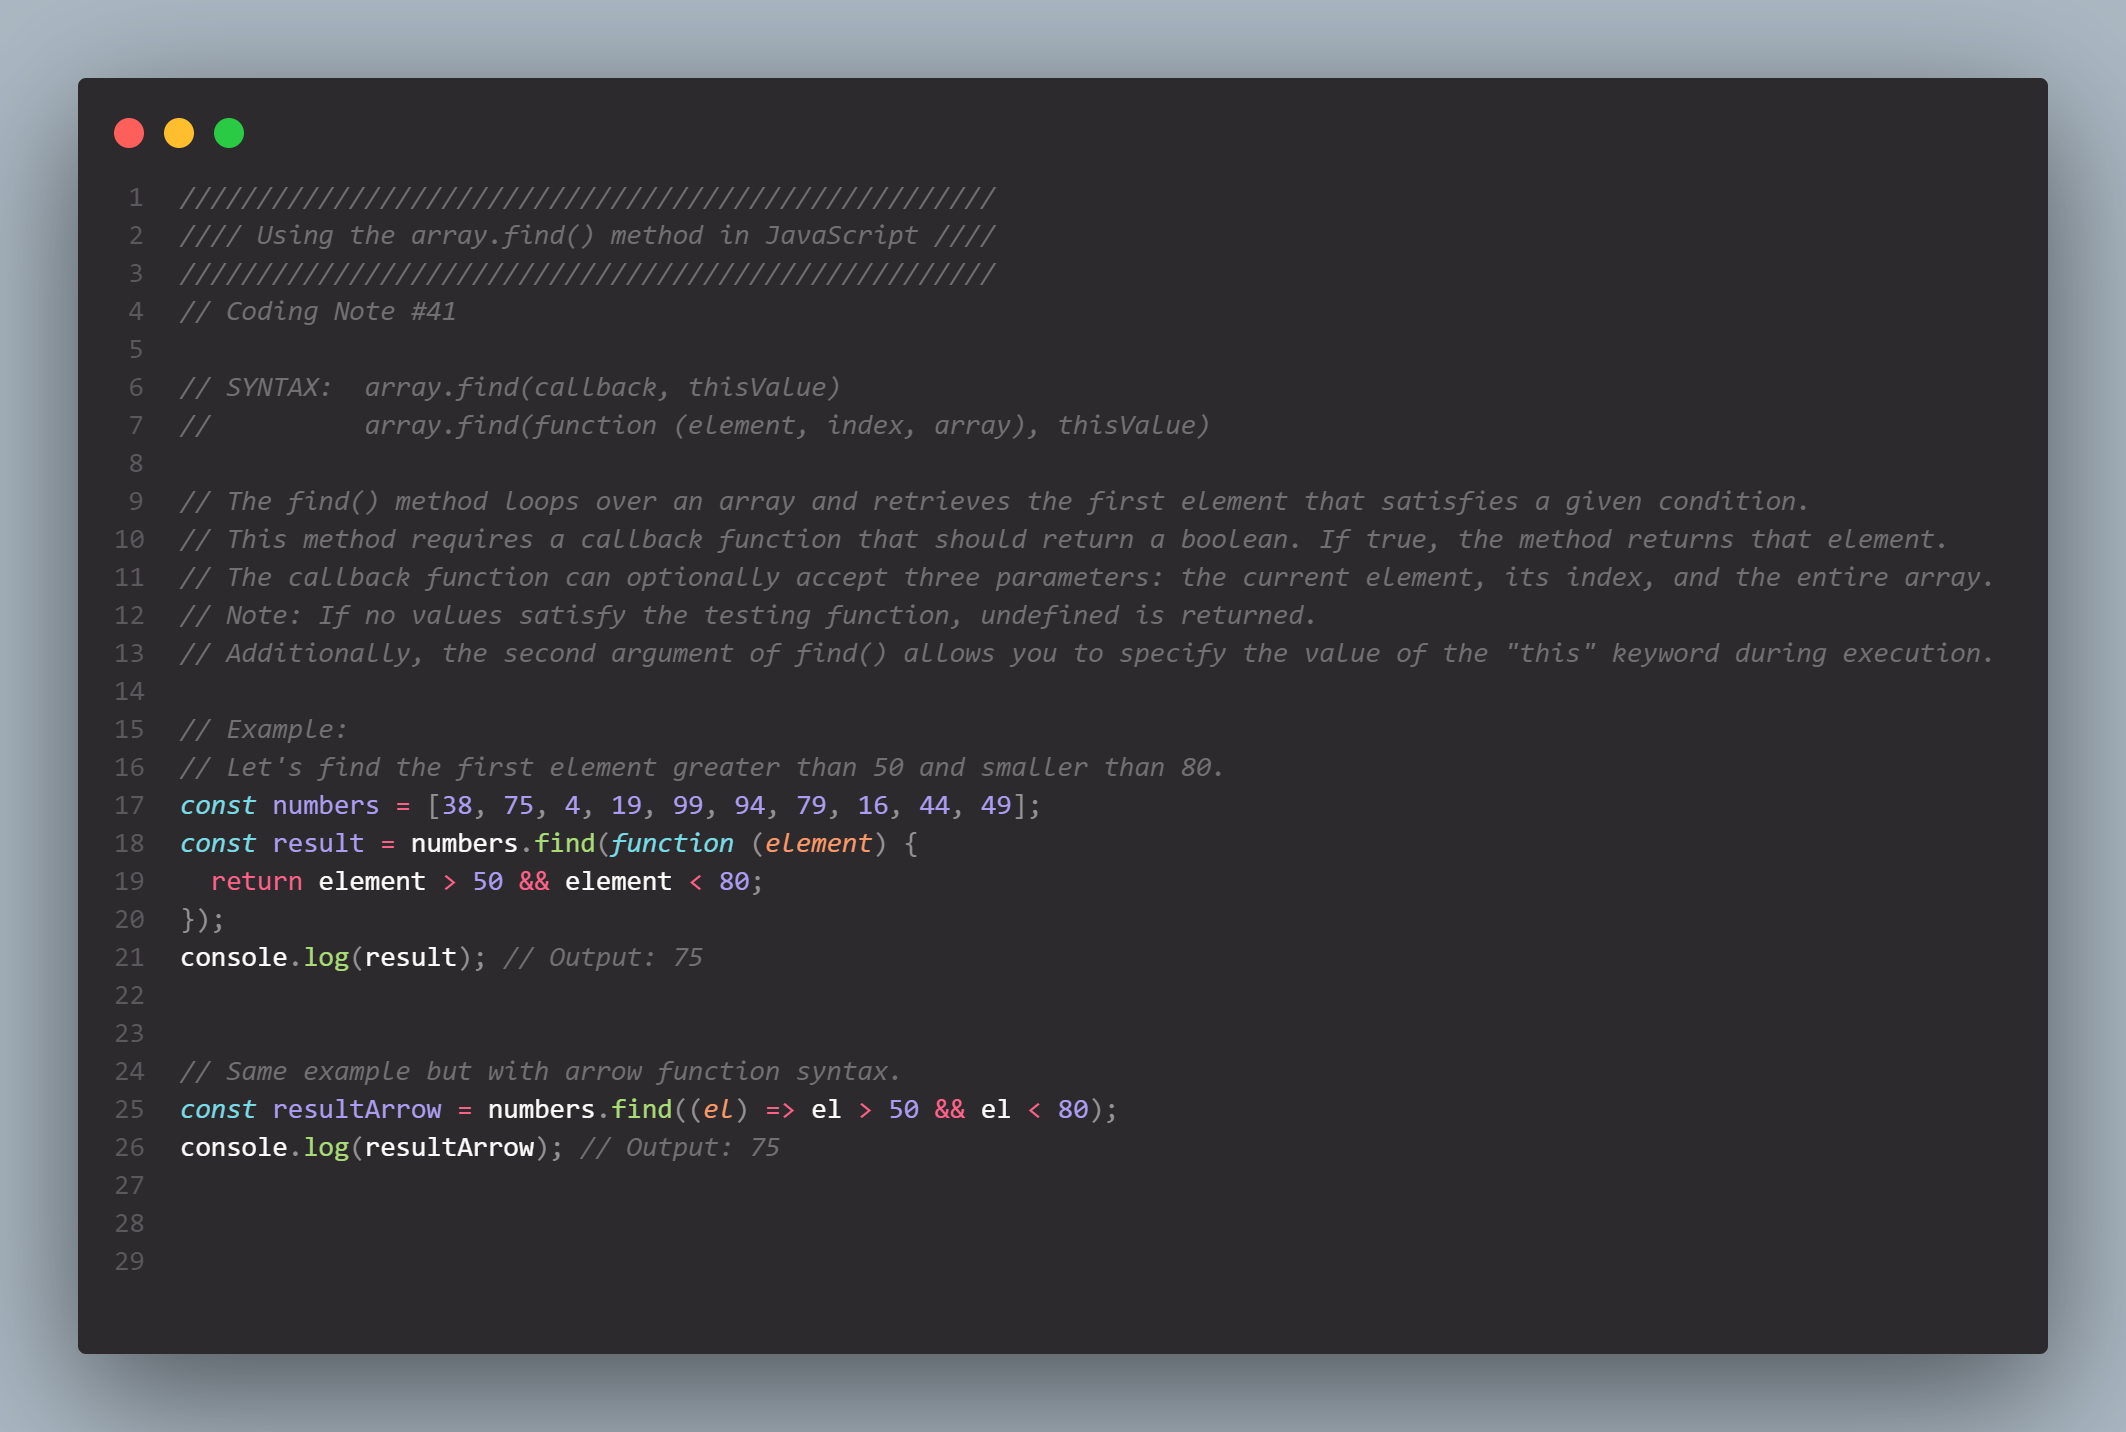 1 /////////////////////////////////////////////////////
2 //// Using the array.find() method in JavaScript ////
3 /////////////////////////////////////////////////////
4 // Coding Note #41
5
6 // SYNTAX:  array.find(callback, thisValue)
7 //          array.find(function (element, index, array), thisValue)
8
9 // The find() method loops over an array and retrieves the first element that satisfies a given condition.
10 // This method requires a callback function that should return a boolean. If true, the method returns that element.
11 // The callback function can optionally accept three parameters: the current element, its index, and the entire array.
12 // Note: If no values satisfy the testing function, undefined is returned.
13 // Additionally, the second argument of find() allows you to specify the value of the "this" keyword during execution.
14
15 // Example:
16 // Let's find the first element greater than 50 and smaller than 80.
17 const numbers = [38, 75, 4, 19, 99, 94, 79, 16, 44, 49];
18 const result = numbers.find(function (element) {
19   return element > 50 && element < 80;
20 });
21 console.log(result); // Output: 75
22
23
24 // Same example but with arrow function syntax.
25 const resultArrow = numbers.find((el) => el > 50 && el < 80);
26 console.log(resultArrow); // Output: 75
27
28
29